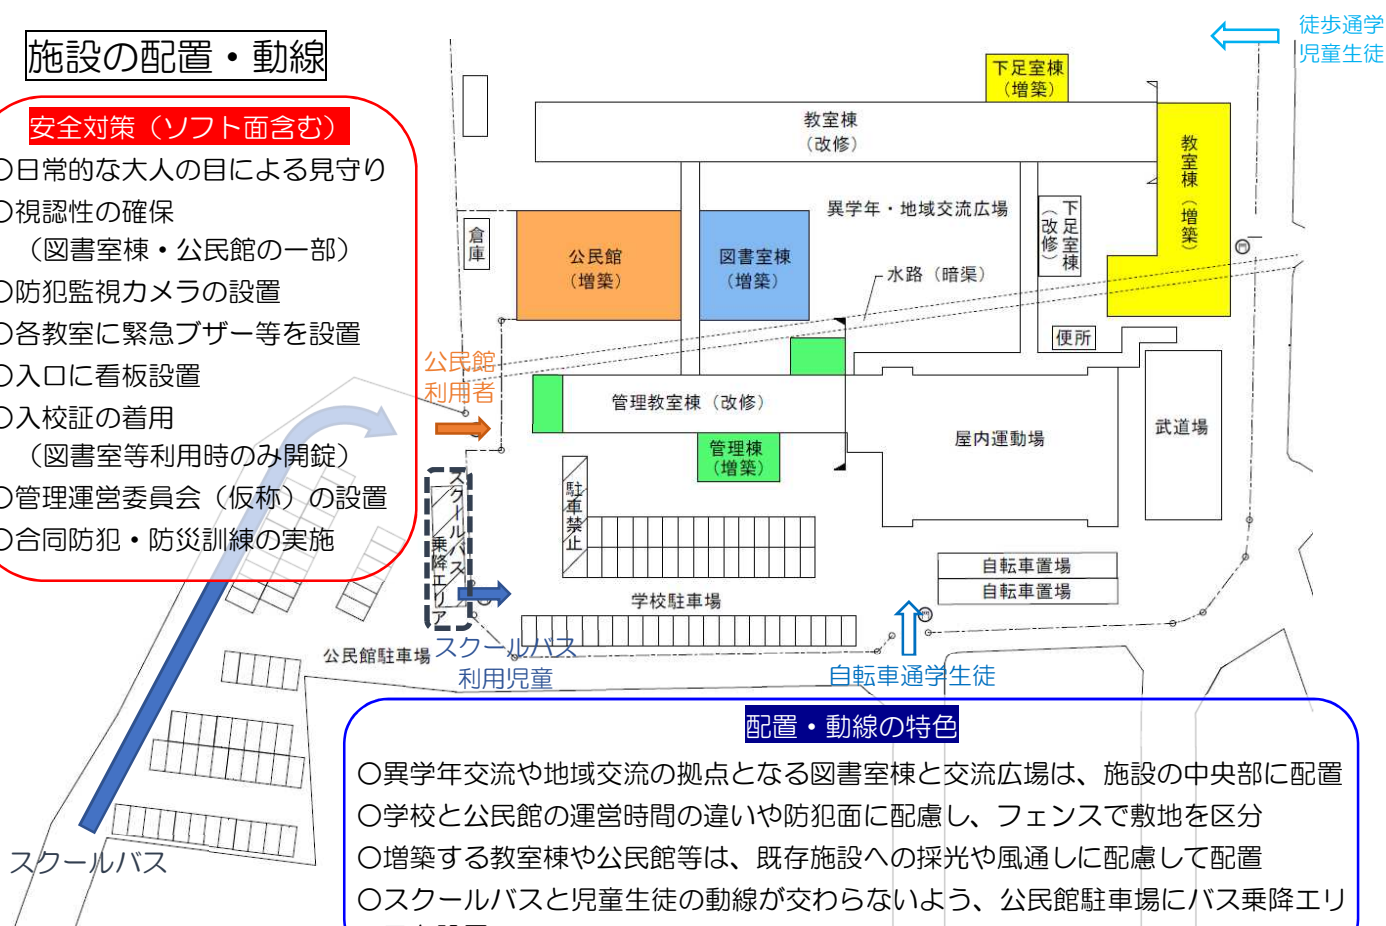 施設の配置・動線
安全対策（ソフト面含む）
〇日常的な大人の目による見守り
〇視認性の確保
（図書室棟・公民館の一部）
〇防犯監視カメラの設置
〇各教室に緊急ブザー等を設置
〇入口に看板設置
〇入校証の着用
（図書室等利用時のみ開錠）
〇管理運営委員会（仮称）の設置
〇合同防犯・防災訓練の実施
徒歩通学
児童生徒
下足室棟
（増築）
教室棟
（改修）
教室棟（増築）
異学年・地域交流広場
下足室棟
（改修）
倉庫
公民館
（増築）
図書室棟
（増築）
水路（暗渠）
門
便所
公民館
利用者
管理教室棟（改修）
管理棟
（増築）
屋内運動場
武道場
スクールバス
乗降エリア
駐車禁止
自転車置場
自転車置場
学校駐車場
門
公民館駐車場
スクールバス
利用児童
自転車通学生徒
スクールバス
配置・動線の特色
〇異学年交流や地域交流の拠点となる図書室棟と交流広場は、施設の中央部に配置
〇学校と公民館の運営時間の違いや防犯面に配慮し、フェンスで敷地を区分
〇増築する教室棟や公民館等は、既存施設への採光や風通しに配慮して配置
〇スクールバスと児童生徒の動線が交わらないよう、公民館駐車場にバス乗降エリ